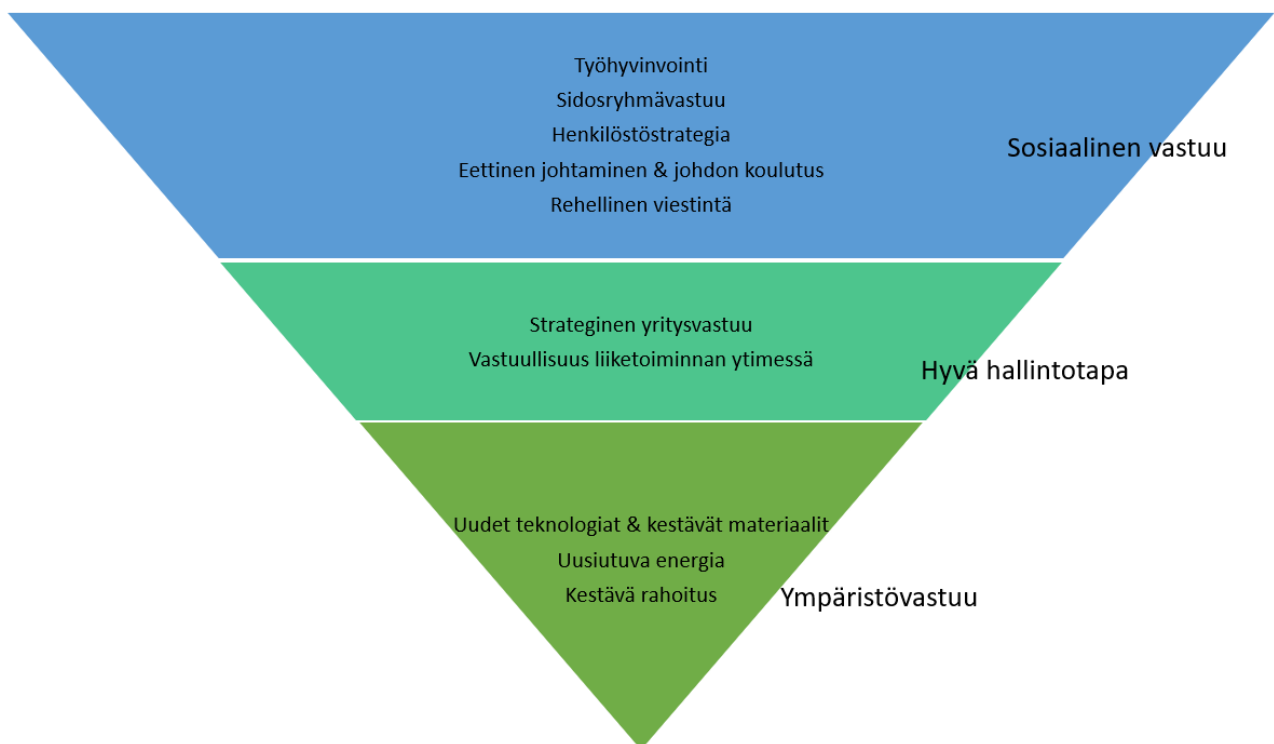 Työhyvinvointi
Sidosryhmävastuu
Henkilöstöstrategia
Eettinen johtaminen & johdon koulutus
Rehellinen viestintä
Sosiaalinen vastuu
Strateginen yritysvastuu
Vastuullisuus liiketoiminnan ytimessä
Hyvä hallintotapa
Uudet teknologiat & kestävät materiaalit
Uusiutuva energia
Kestävä rahoitus
Ympäristövastuu